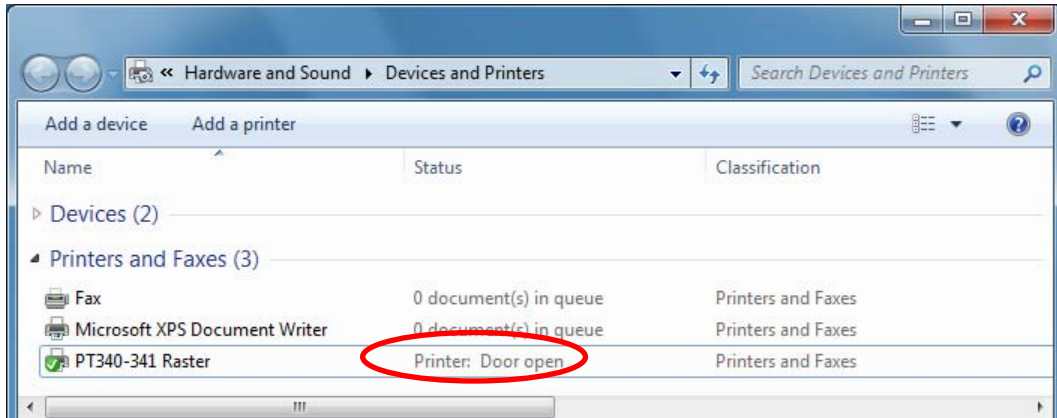 « Hardware and Sound ▸ Devices and Printers Search Devices and Printers
Add a device Add a printer
Name Status Classification
Devices (2)
Printers and Faxes (3)
Fax 0 document(s) in queue Printers and Faxes
Microsoft XPS Document Writer 0 document(s) in queue Printers and Faxes
PT340-341 Raster Printer: Door open Printers and Faxes